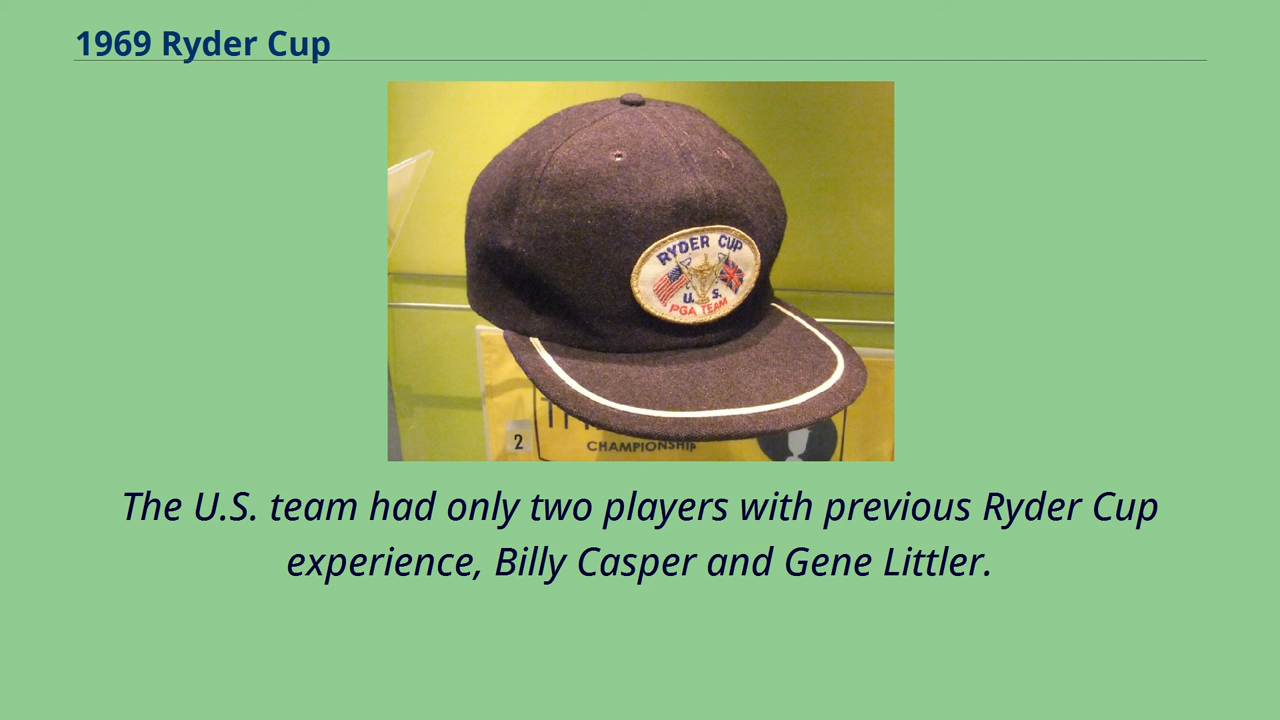 1969 Ryder Cup
RYDER CUP
U. S.
PGA TEAM
2
CHAMPIONSHIP
The U.S. team had only two players with previous Ryder Cup
experience, Billy Casper and Gene Littler.